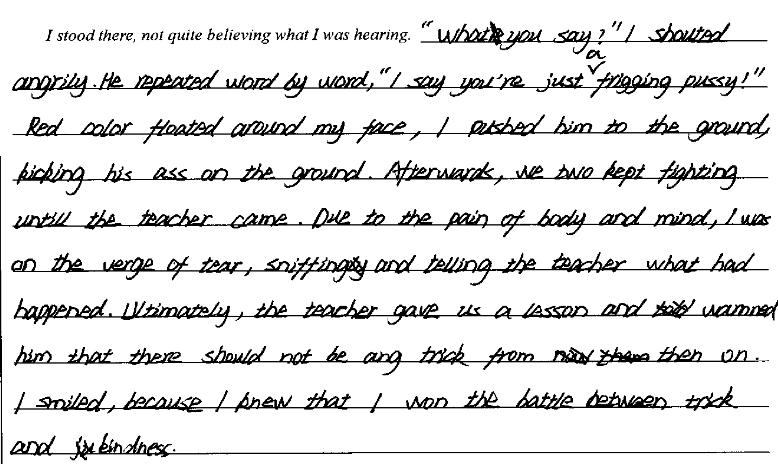 I stood there, not quite believing what I was hearing. "What you say?" I shouted
angrily. He repeated word by word, "I say you're just a frigging pussy!"
Red color floated around my face, I pushed him to the ground,
kicking his ass on the ground. Afterwards, we two kept fighting
untill the teacher came. Due to the pain of body and mind, I was
on the verge of tear, sniffing and telling the teacher what had
happened. Ultimately, the teacher gave us a lesson and warnned
him that there should not be ang trick from then on.
I smiled, because I knew that I won the battle between trick
and kindness.